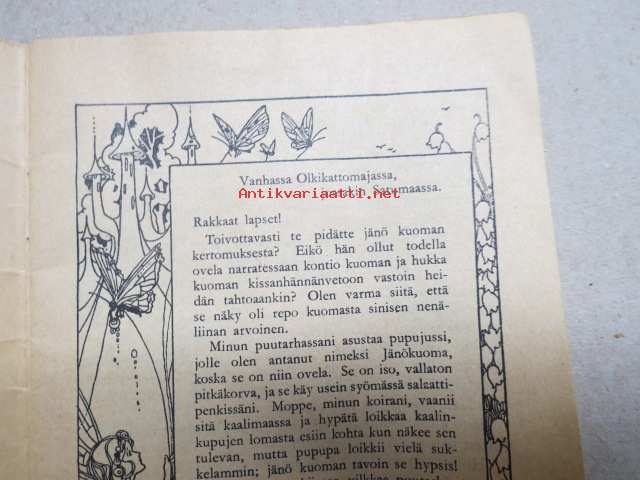 Vanhassa Olkikattomajassa,
Antikvariaatti.net
Satumaassa.
Rakkaat lapset!
Toivottavasti te pidätte jänö kuoman
kertomuksesta? Eikö hän ollut todella
ovela narratessaan kontio kuoman ja hukka
kuoman kissanhännänvetoon vastoin hei-
dän tahtoaankin? Olen varma siitä, että
se näky oli repo kuomasta sinisen nenä-
liinan arvoinen.
Minun puutarhassani asustaa pupujussi,
jolle olen antanut nimeksi Jänökuoma,
koska se on niin ovela. Se on iso, vallaton
pitkäkorva, ja se käy usein syömässä salaatti-
penkissäni. Moppe, minun koirani, vaanii
sitä kaalimaassa ja hypätä loikkaa kaalin-
kupujen lomasta esiin kohta kun näkee sen
tulevan, mutta pupupa loikkii vielä suk-
kelammin; jänö kuoman tavoin se hypsis!